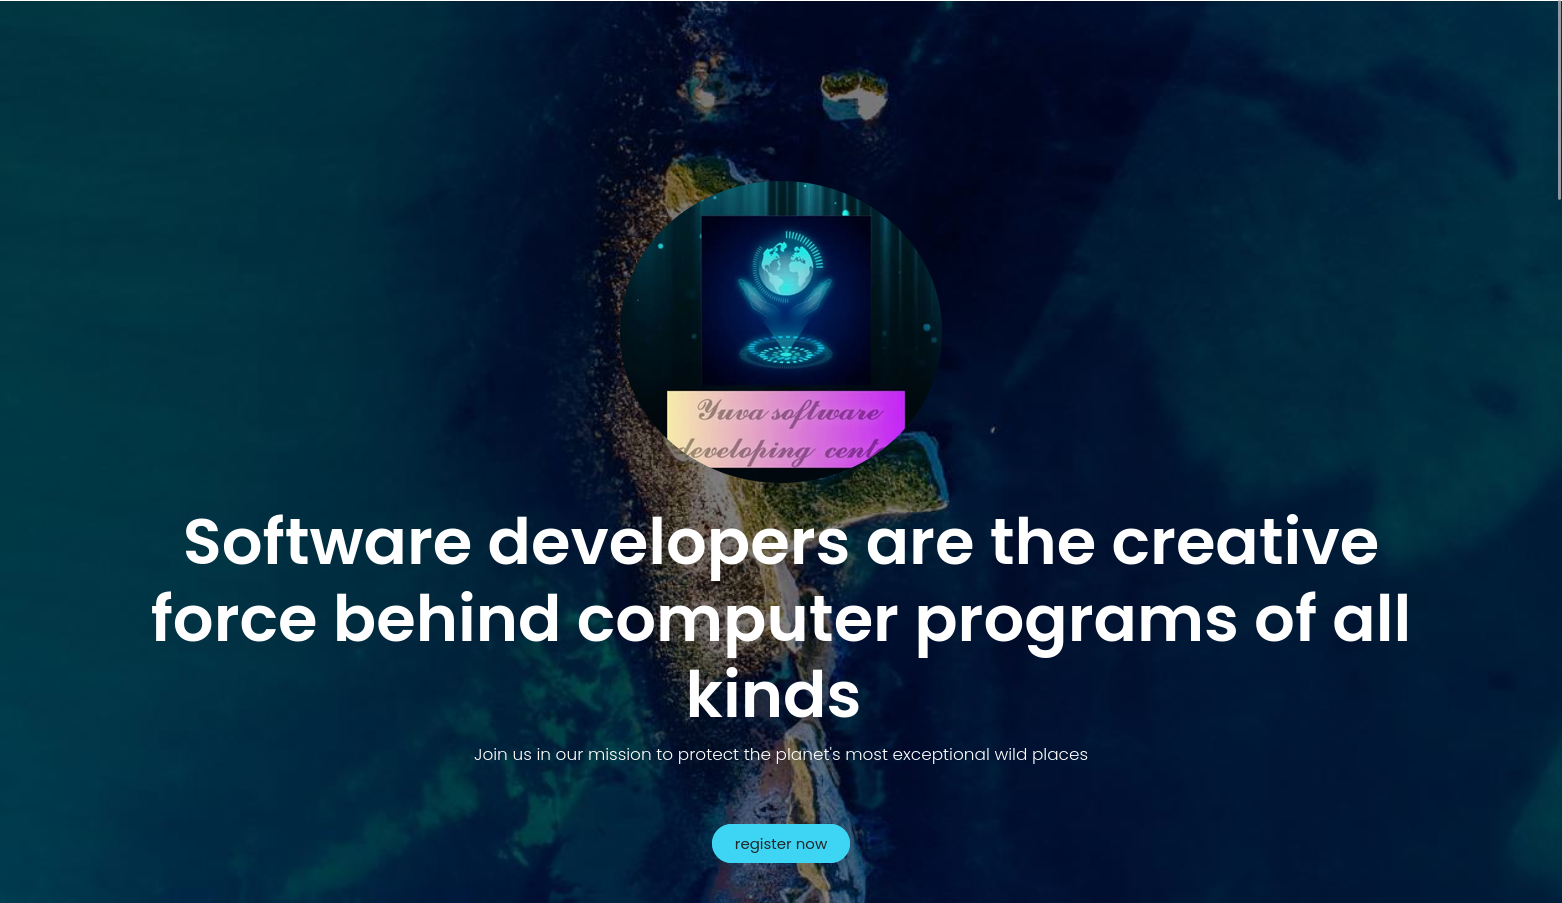 Yuva software
developing cent
Software developers are the creative
force behind computer programs of all
kinds
Join us in our mission to protect the planet's most exceptional wild places
register now